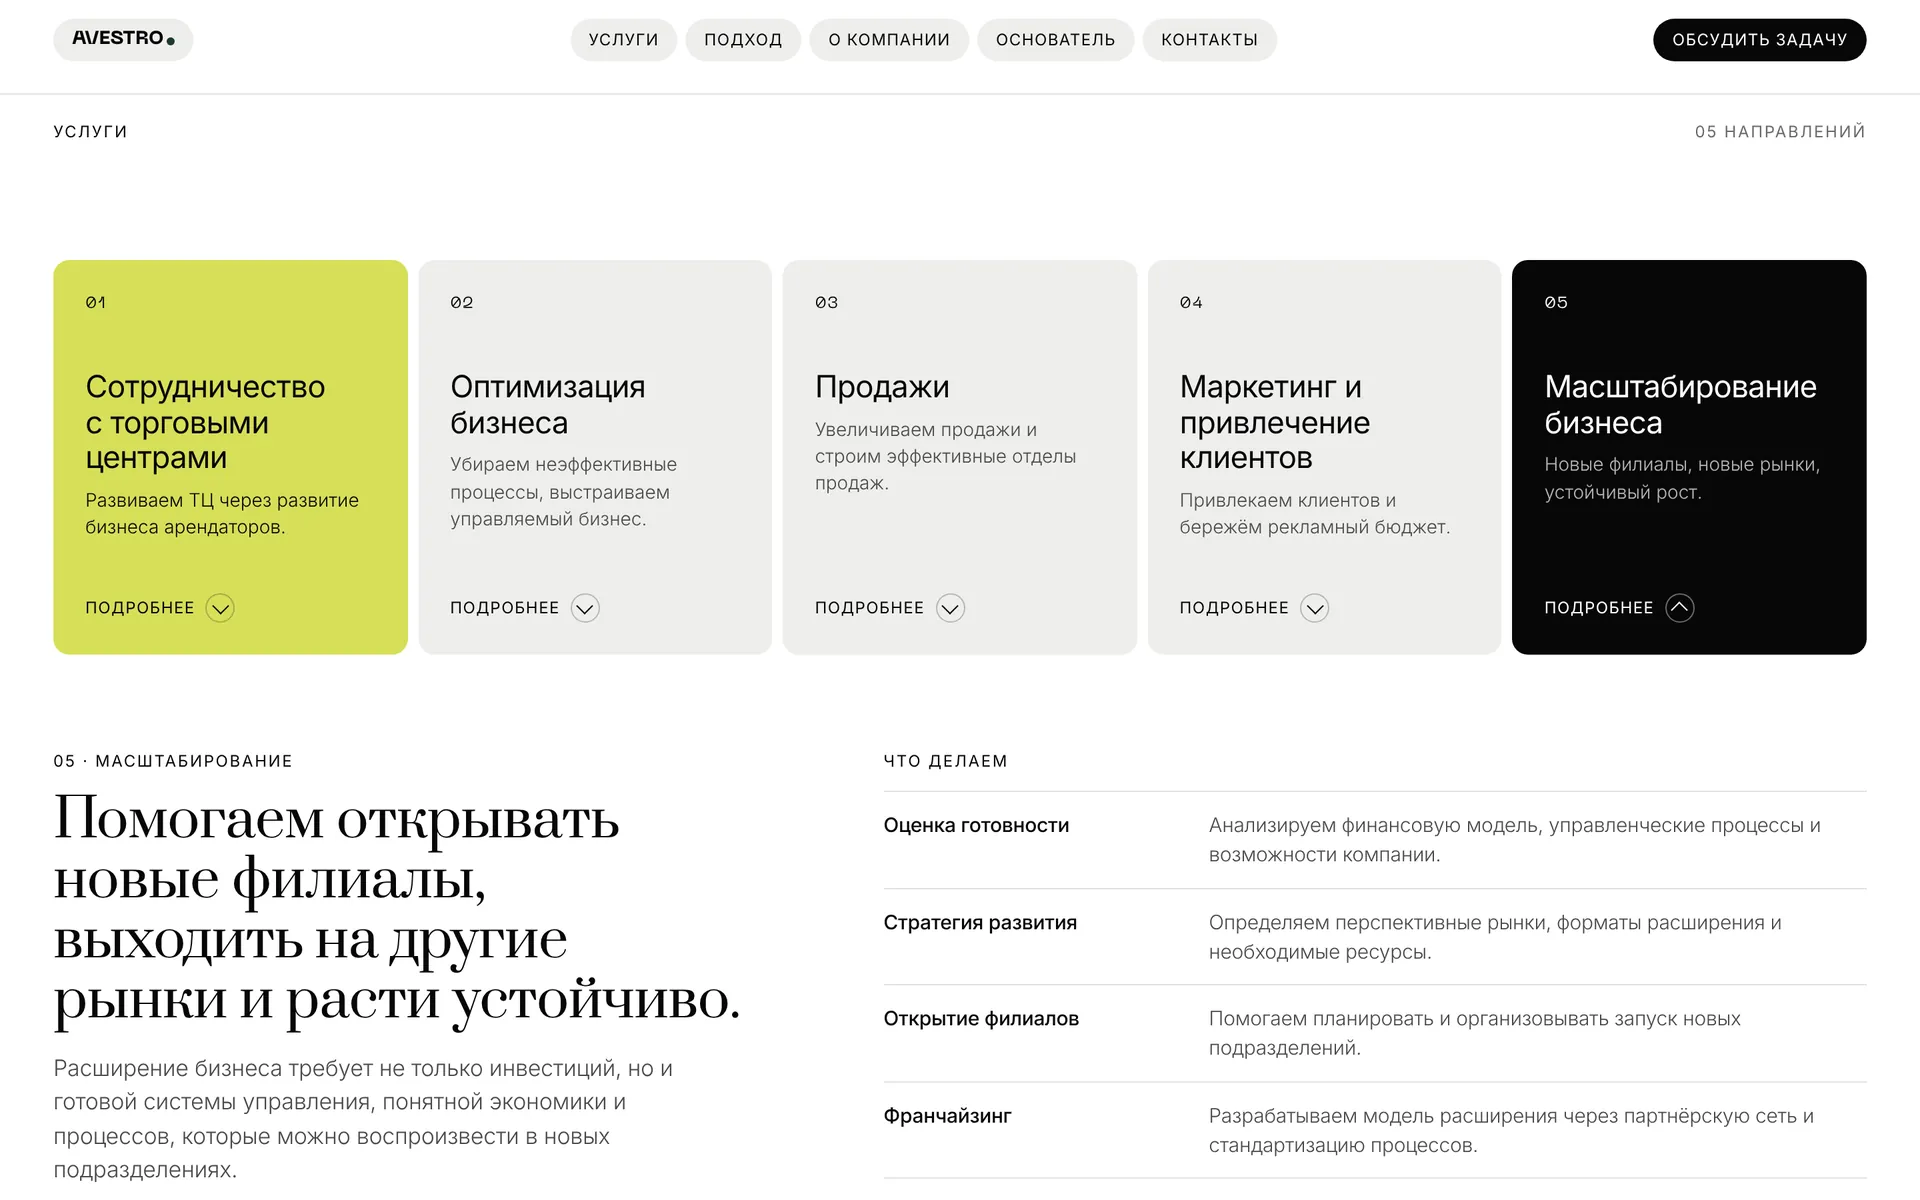 AVESTRO.
УСЛУГИ
ПОДХОД
О КОМПАНИИ
ОСНОВАТЕЛЬ
КОНТАКТЫ
ОБСУДИТЬ ЗАДАЧУ
УСЛУГИ
05 НАПРАВЛЕНИЙ
01
Сотрудничество
с торговыми
центрами
Развиваем ТЦ через развитие
бизнеса арендаторов.
ПОДРОБНЕЕ
02
Оптимизация
бизнеса
Убираем неэффективные
процессы, выстраиваем
управляемый бизнес.
ПОДРОБНЕЕ
03
Продажи
Увеличиваем продажи и
строим эффективные отделы
продаж.
ПОДРОБНЕЕ
04
Маркетинг и
привлечение
клиентов
Привлекаем клиентов и
бережём рекламный бюджет.
ПОДРОБНЕЕ
05
Масштабирование
бизнеса
Новые филиалы, новые рынки,
устойчивый рост.
ПОДРОБНЕЕ
05 · МАСШТАБИРОВАНИЕ
Помогаем открывать
новые филиалы,
выходить на другие
рынки и расти устойчиво.
Расширение бизнеса требует не только инвестиций, но и
готовой системы управления, понятной экономики и
процессов, которые можно воспроизвести в новых
подразделениях.
ЧТО ДЕЛАЕМ
Оценка готовности
Анализируем финансовую модель, управленческие процессы и
возможности компании.
Стратегия развития
Определяем перспективные рынки, форматы расширения и
необходимые ресурсы.
Открытие филиалов
Помогаем планировать и организовывать запуск новых
подразделений.
Франчайзинг
Разрабатываем модель расширения через партнёрскую сеть и
стандартизацию процессов.